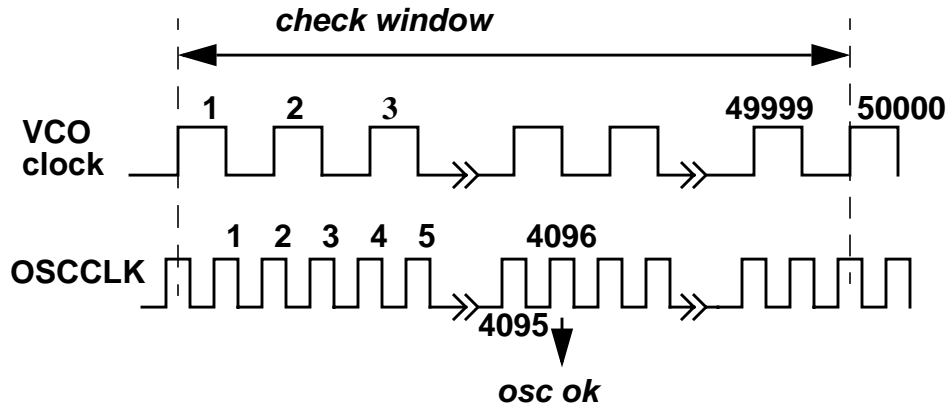 check window
1 2 3 49999 50000
VCO
clock
1 2 3 4 5 4096
OSCCLK
4095
osc ok